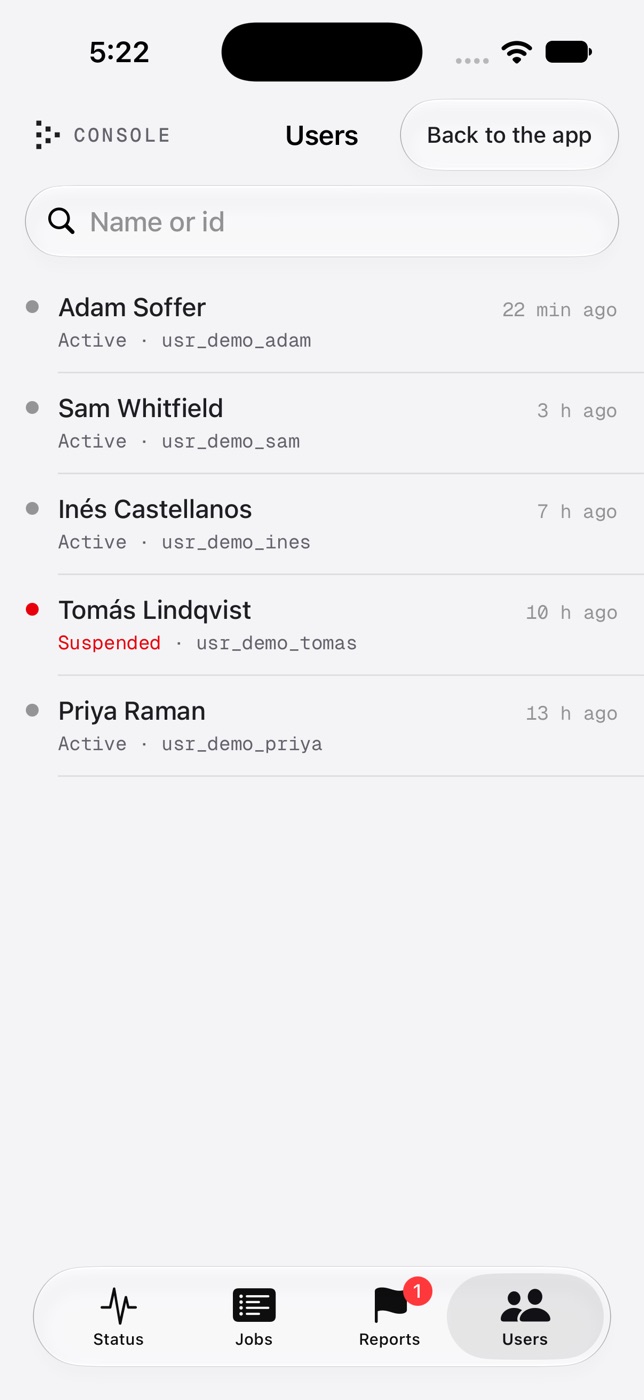 5:22
CONSOLE
Users
Back to the app
Name or id
Adam Soffer
22 min ago
Active · usr_demo_adam
Sam Whitfield
3 h ago
Active · usr_demo_sam
Inés Castellanos
7 h ago
Active · usr_demo_ines
Tomás Lindqvist
10 h ago
Suspended · usr_demo_tomas
Priya Raman
13 h ago
Active · usr_demo_priya
1
Status
Jobs
Reports
Users